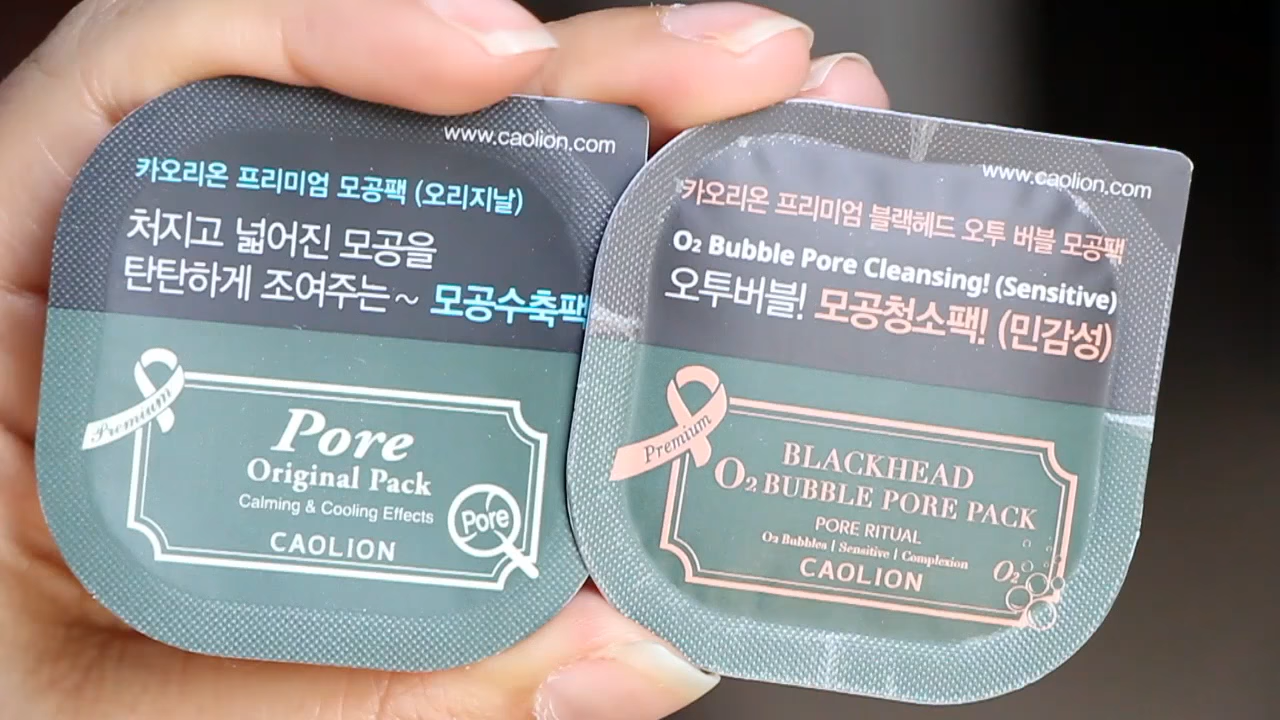 www.caolion.com
카오리온 프리미엄 모공팩 (오리지날)
처지고 넓어진 모공을
탄탄하게 조여주는~ 모공수축팩
Premium
Pore
Original Pack
Calming & Cooling Effects
Pore
CAOLION
www.caolion.com
카오리온 프리미엄 블랙헤드 오투 버블 모공팩
O₂ Bubble Pore Cleansing! (Sensitive)
오투버블! 모공청소팩! (민감성)
Premium
BLACKHEAD
O₂ BUBBLE PORE PACK
PORE RITUAL
O₂ Bubbles | Sensitive | Complexion
CAOLION
O₂